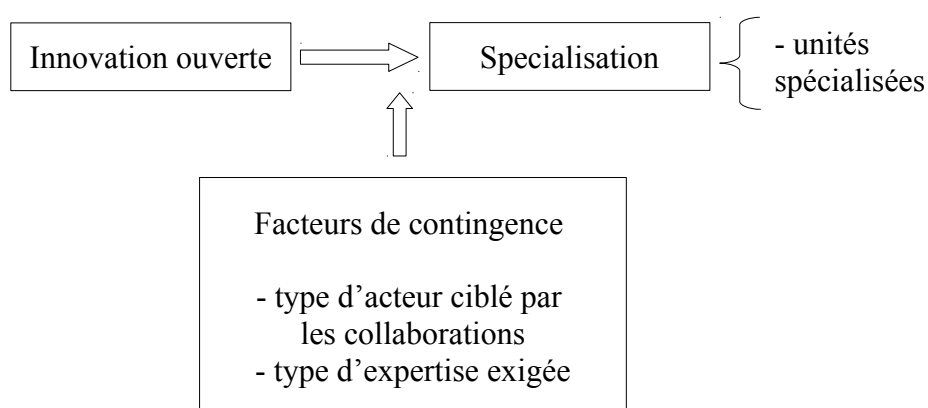 Innovation ouverte
Specialisation
- unités
spécialisées
Facteurs de contingence
- type d’acteur ciblé par
les collaborations
- type d’expertise exigée